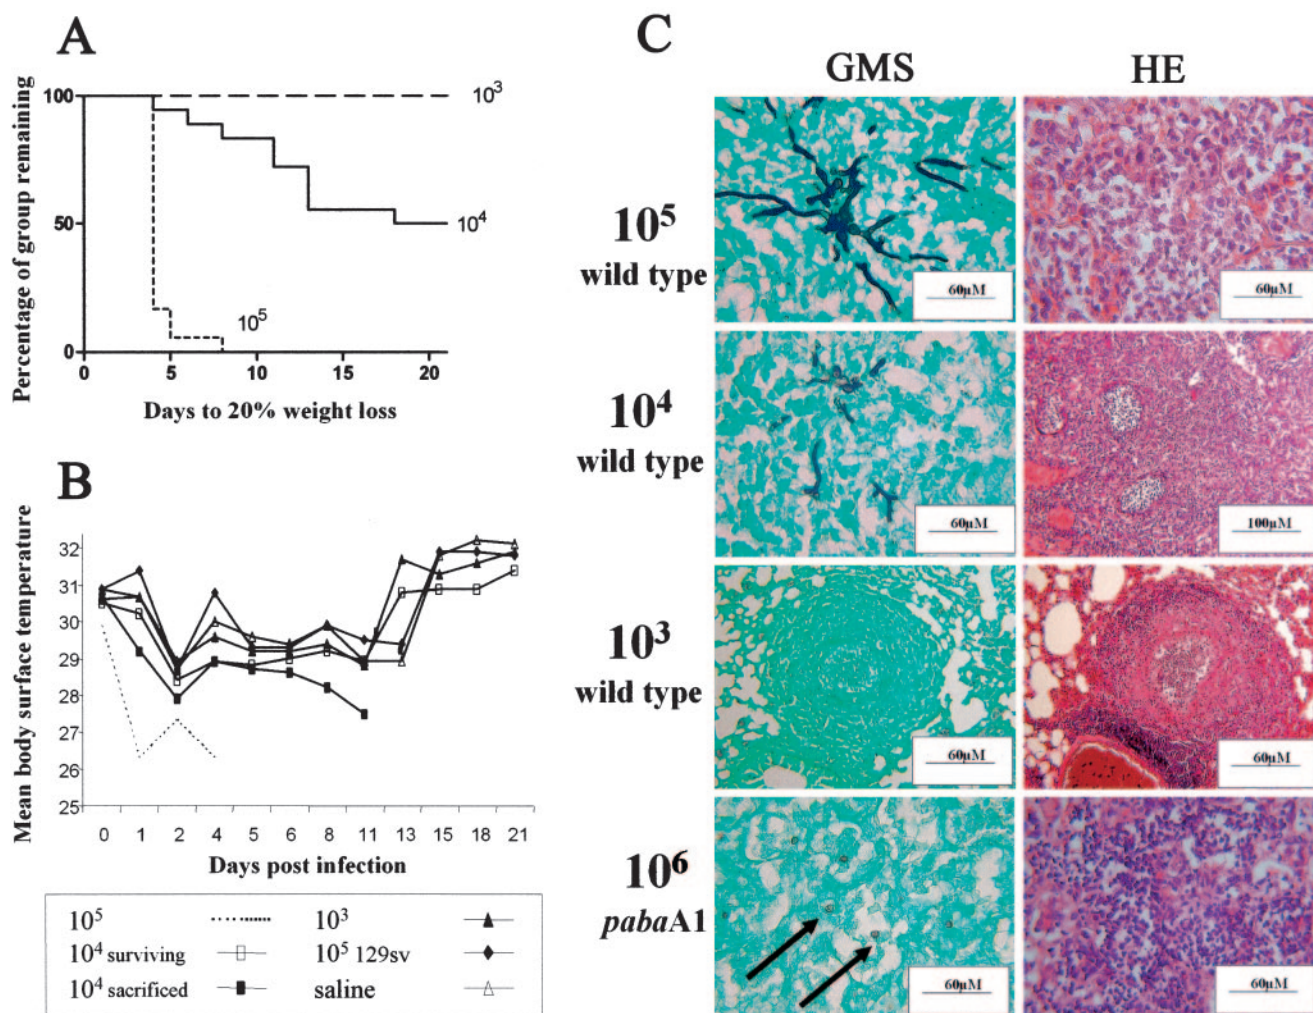 A
Percentage of group remaining
100
50
0
0 5 10 15 20
Days to 20% weight loss
10³
10⁴
10⁵
B
Mean body surface temperature
32
31
30
29
28
27
26
25
0 1 2 4 5 6 8 11 13 15 18 21
Days post infection
10⁵ 10³
10⁴ surviving 10⁵ 129sv
10⁴ sacrificed saline
C
GMS HE
10⁵
wild type
60µM 60µM
10⁴
wild type
60µM 100µM
10³
wild type
60µM 60µM
10⁶
pabaA1
60µM 60µM